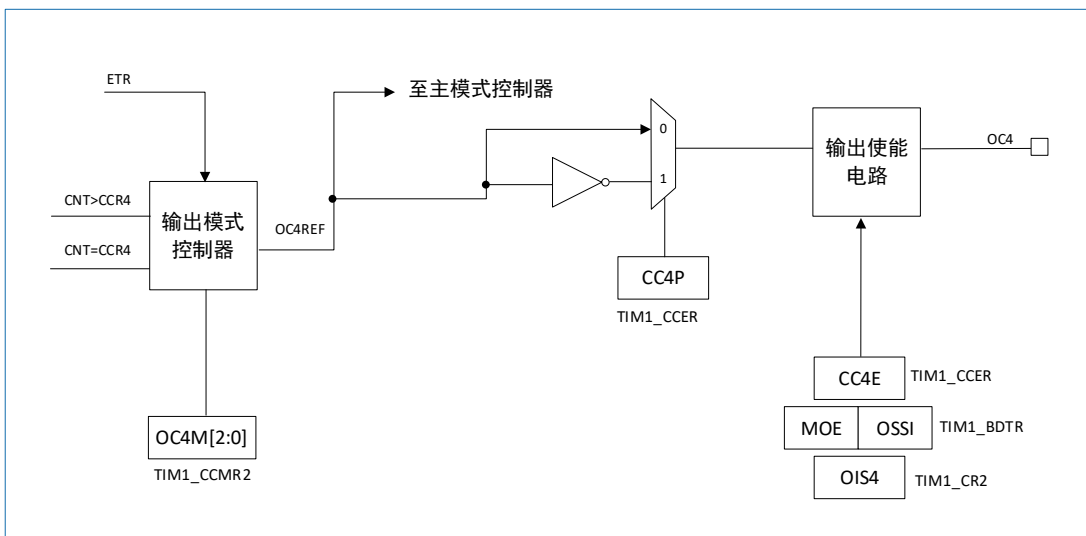 ETR
至主模式控制器
0
1
输出使能
电路
OC4
CNT>CCR4
CNT=CCR4
输出模式
控制器
OC4REF
CC4P
TIM1_CCER
CC4E
TIM1_CCER
MOE
OSSI
TIM1_BDTR
OC4M[2:0]
TIM1_CCMR2
OIS4
TIM1_CR2